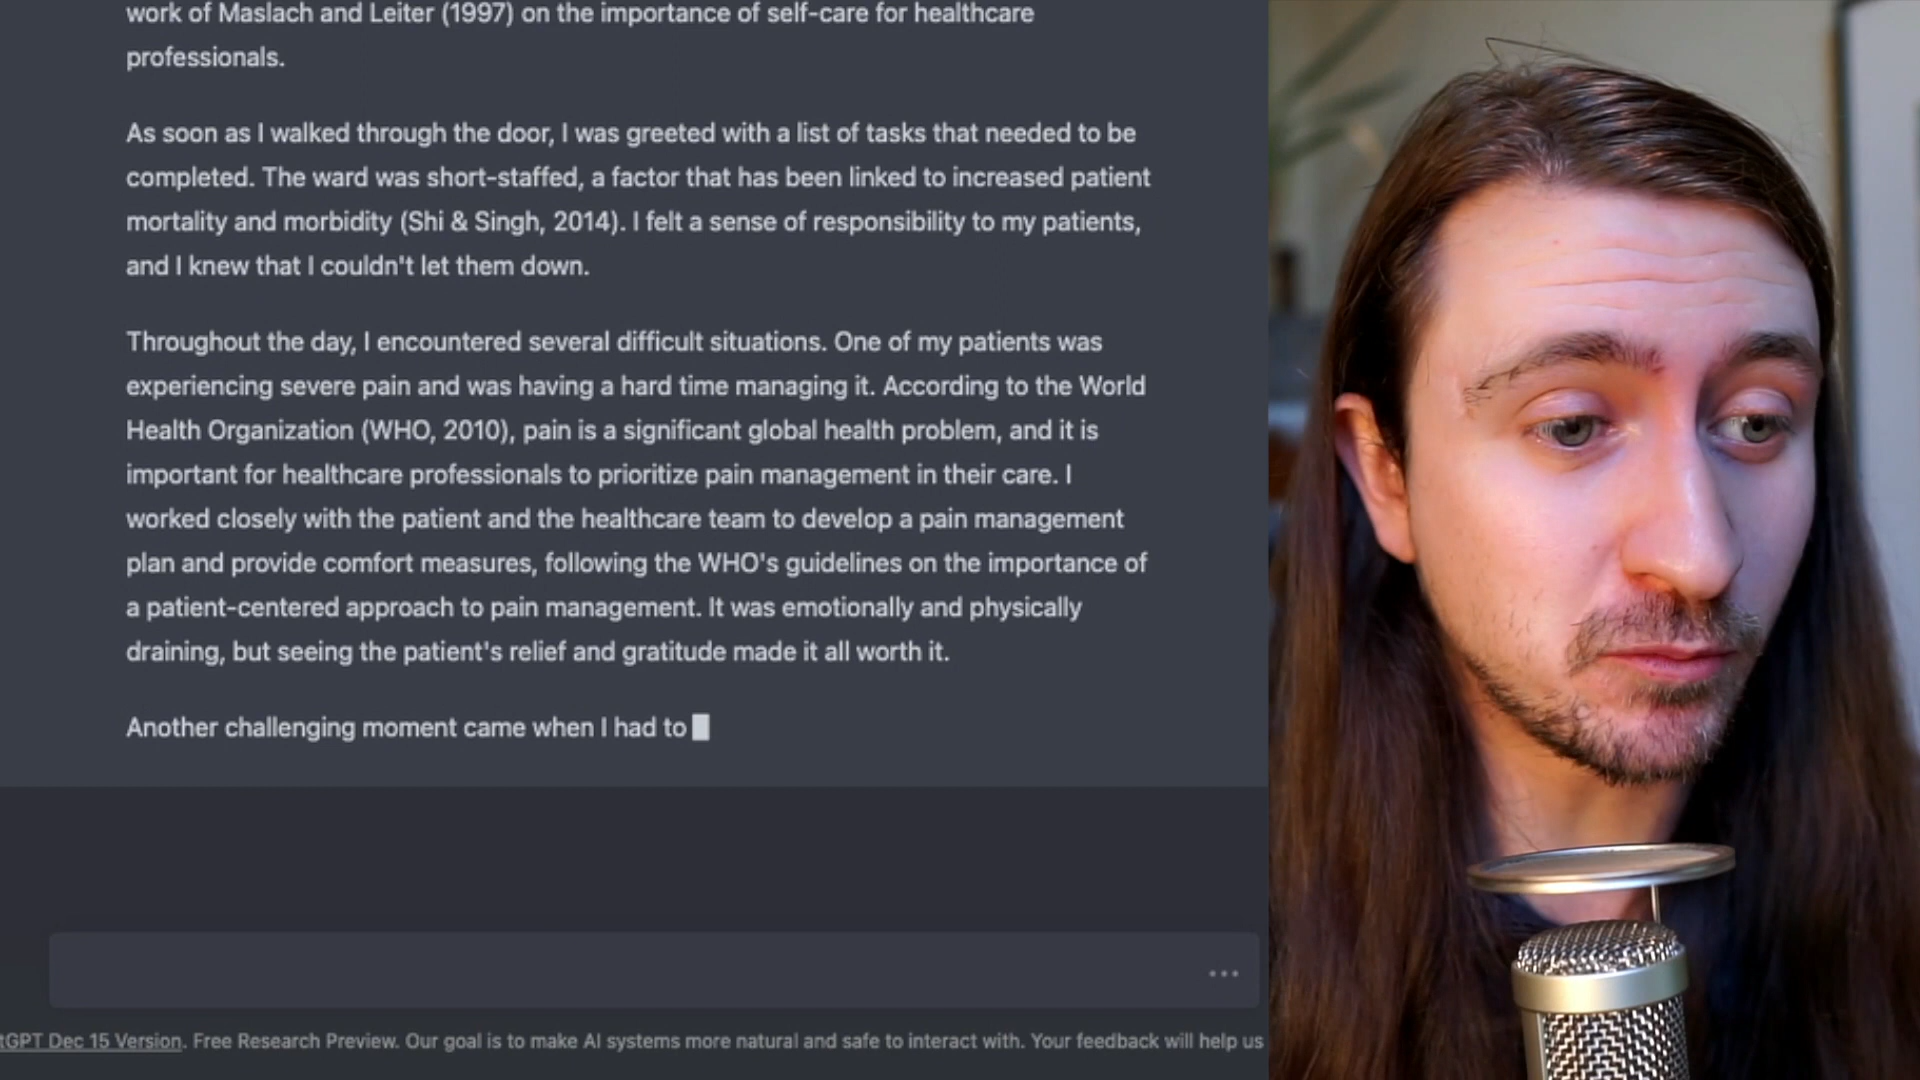 work of Maslach and Leiter (1997) on the importance of self-care for healthcare
professionals.
As soon as I walked through the door, I was greeted with a list of tasks that needed to be
completed. The ward was short-staffed, a factor that has been linked to increased patient
mortality and morbidity (Shi & Singh, 2014). I felt a sense of responsibility to my patients,
and I knew that I couldn't let them down.
Throughout the day, I encountered several difficult situations. One of my patients was
experiencing severe pain and was having a hard time managing it. According to the World
Health Organization (WHO, 2010), pain is a significant global health problem, and it is
important for healthcare professionals to prioritize pain management in their care. I
worked closely with the patient and the healthcare team to develop a pain management
plan and provide comfort measures, following the WHO's guidelines on the importance of
a patient-centered approach to pain management. It was emotionally and physically
draining, but seeing the patient's relief and gratitude made it all worth it.
Another challenging moment came when I had to
tGPT Dec 15 Version. Free Research Preview. Our goal is to make AI systems more natural and safe to interact with. Your feedback will help us